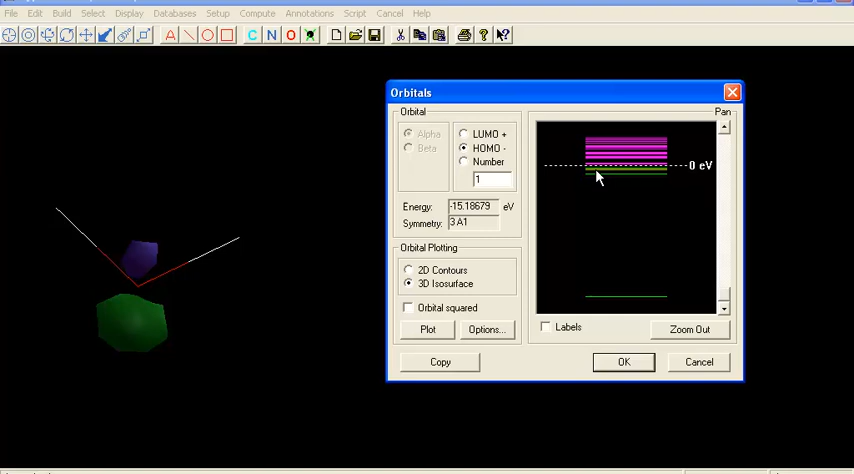 File Edit Build Select Display Databases Setup Compute Annotations Script Cancel Help
C N O
Orbitals
Orbital
Pan
Alpha
Beta
LUMO +
HOMO -
Number
1
0 eV
Energy: -15.18679 eV
Symmetry: 3 A1
Orbital Plotting
2D Contours
3D Isosurface
Orbital squared
Plot Options...
Labels Zoom Out
Copy OK Cancel